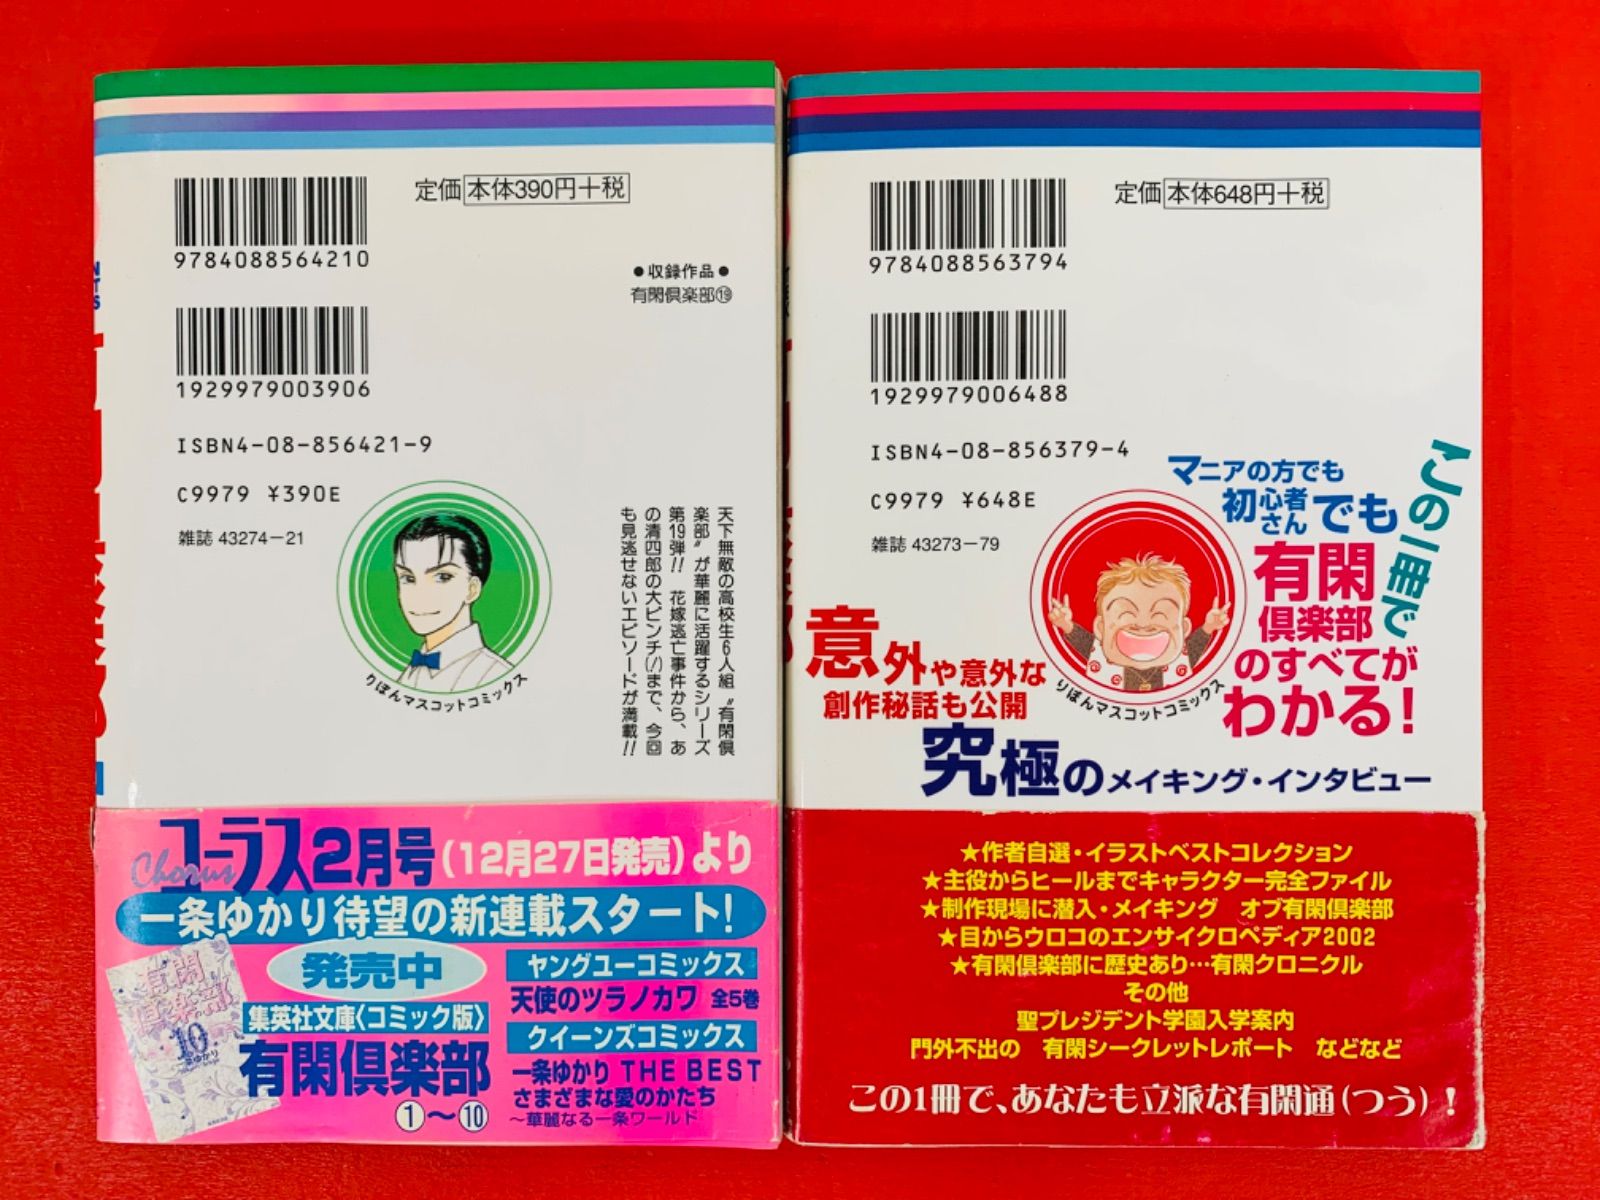 定価 本体390円+税
9784088564210
●収録作品●
有閑倶楽部⑲
1929979003906
ISBN4-08-856421-9
C9979 ¥390E
雑誌 43274-21
りぼんマスコットコミックス
天下無敵の高校生6人組〝有閑倶
楽部〟が華麗に活躍するシリーズ
第19弾!! 花嫁逃亡事件から、あ
の清四郎の大ピンチ(!)まで、今回
も見逃せないエピソードが満載!!
コーラス2月号(12月27日発売)より
Chorus
一条ゆかり待望の新連載スタート!
発売中
有閑倶楽部
10
一条ゆかり
集英社文庫〈コミック版〉
有閑倶楽部
①〜⑩
ヤングユーコミックス
天使のツラノカワ 全5巻
クイーンズコミックス
一条ゆかり THE BEST
さまざまな愛のかたち
〜華麗なる一条ワールド
定価 本体648円+税
9784088563794
1929979006488
ISBN4-08-856379-4
C9979 ¥648E
雑誌 43273-79
りぼんマスコットコミックス
マニアの方でも
初心者さんでも
この一冊で
有閑
倶楽部
のすべてが
わかる!
意外や意外な
創作秘話も公開
究極のメイキング・インタビュー
★作者自選・イラストベストコレクション
★主役からヒールまでキャラクター完全ファイル
★制作現場に潜入・メイキング オブ有閑倶楽部
★目からウロコのエンサイクロペディア2002
★有閑倶楽部に歴史あり…有閑クロニクル
その他
聖プレジデント学園入学案内
門外不出の 有閑シークレットレポート などなど
この1冊で、あなたも立派な有閑通(つう)!